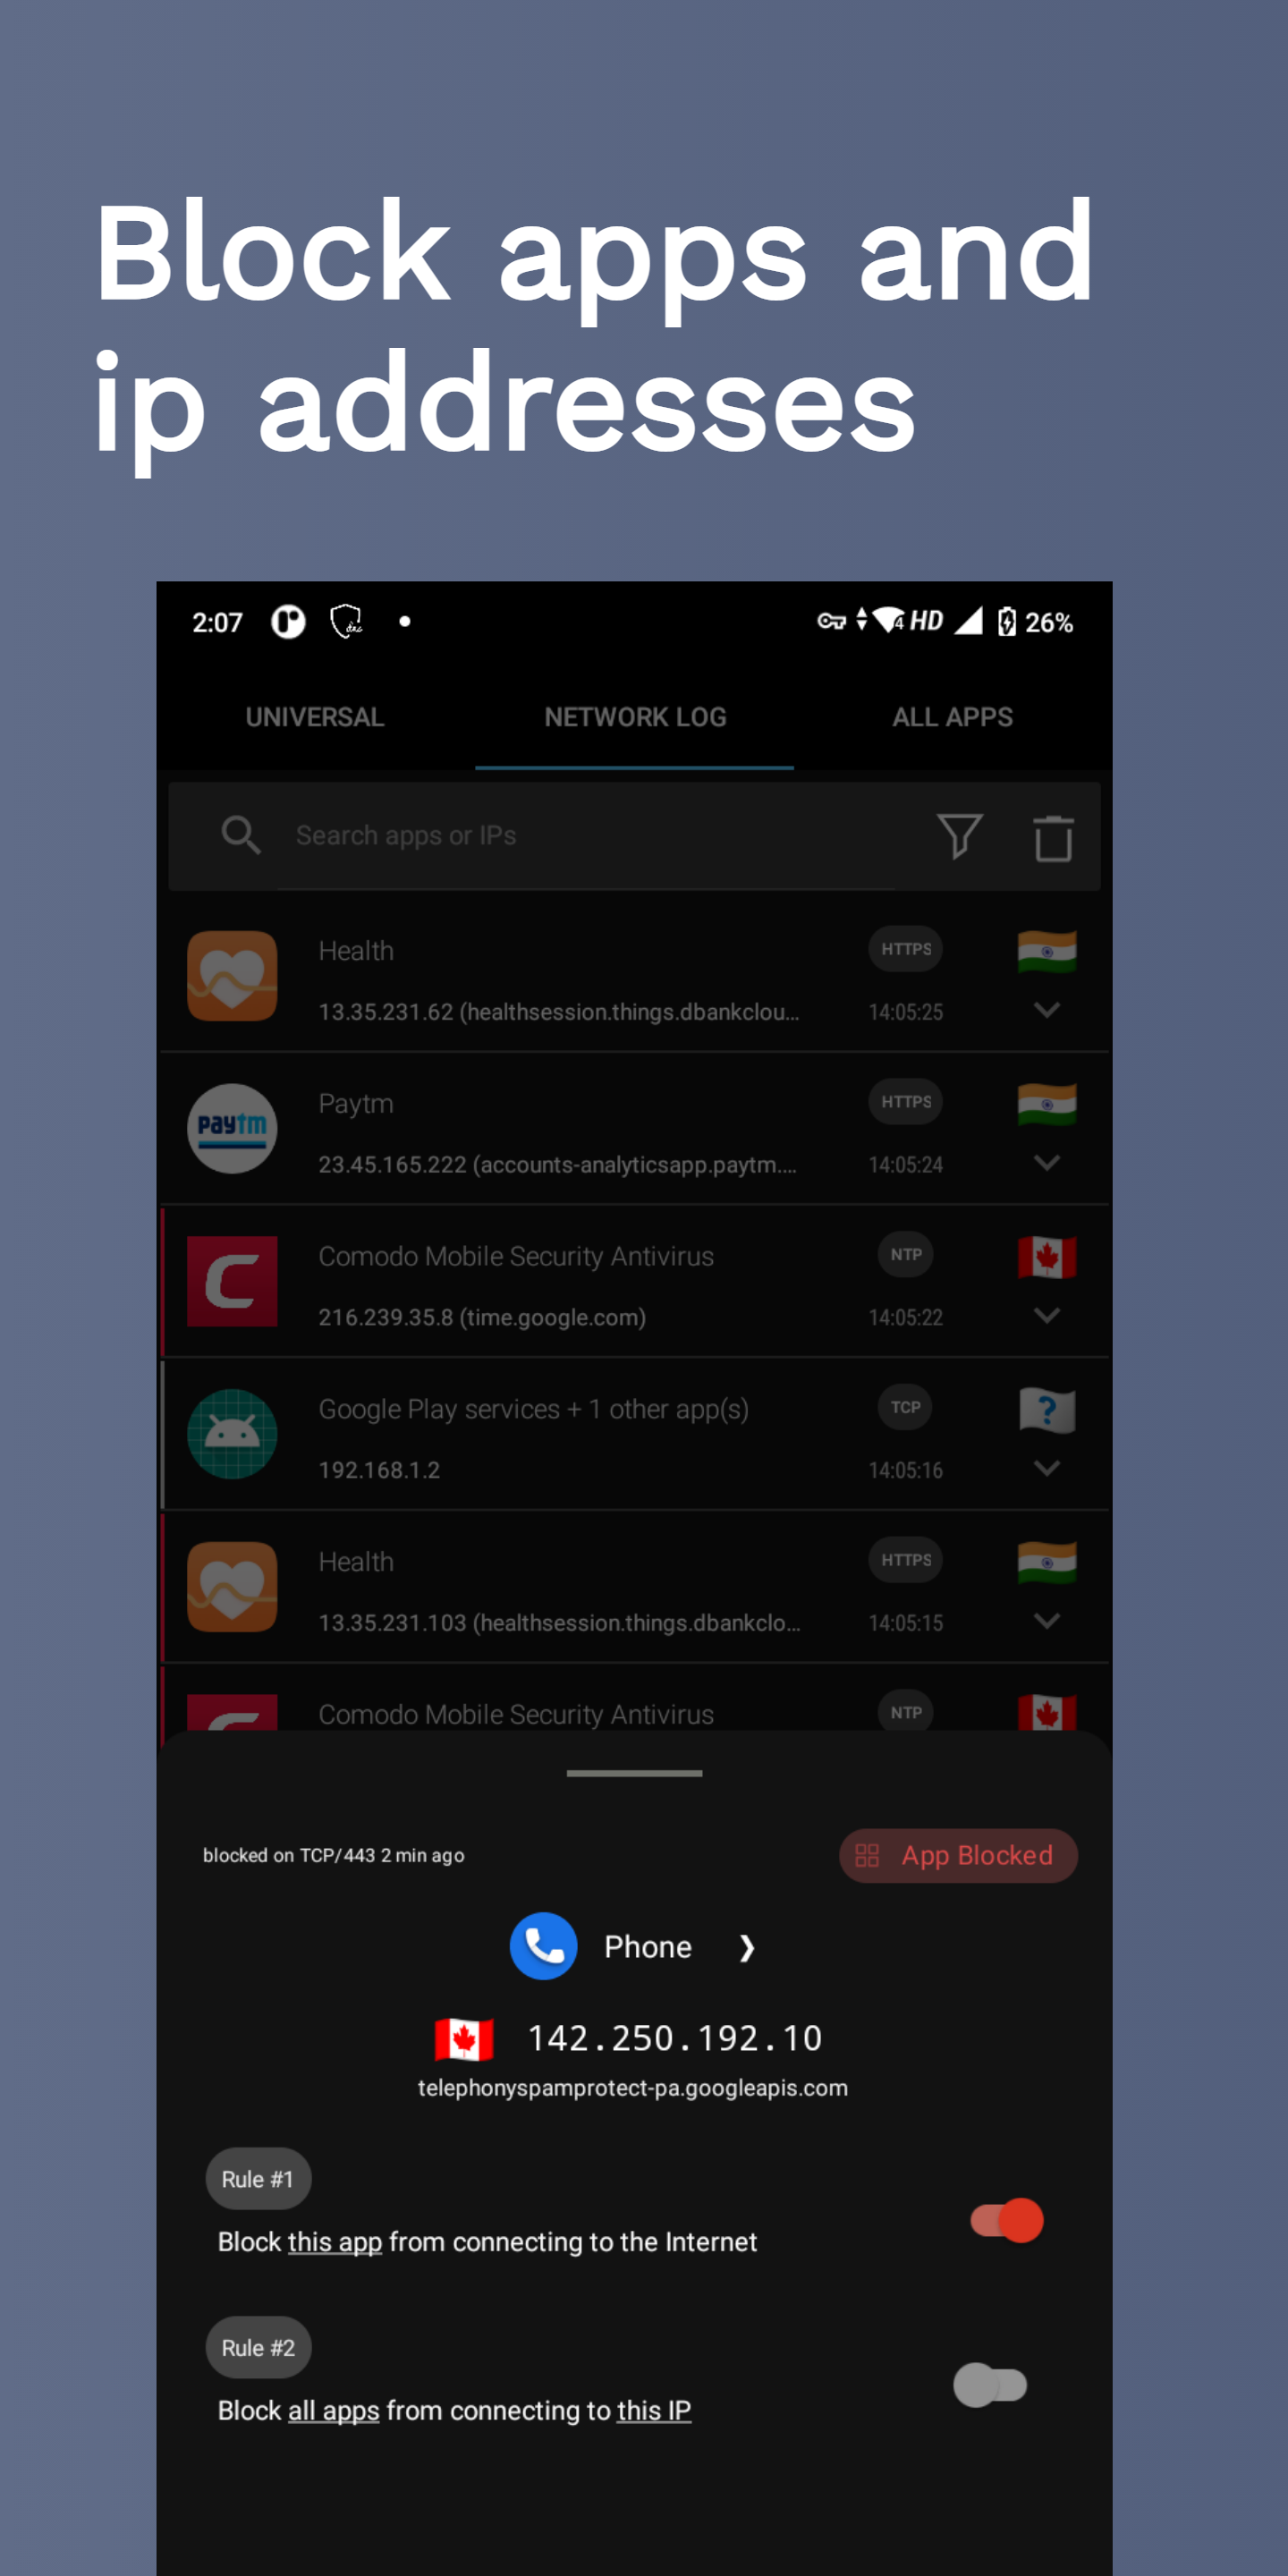 Block apps and
ip addresses
2:07
4 HD 26%
UNIVERSAL NETWORK LOG ALL APPS
Search apps or IPs
Health HTTPS
13.35.231.62 (healthsession.things.dbankclou... 14:05:25
paytm
Paytm HTTPS
23.45.165.222 (accounts-analyticsapp.paytm.... 14:05:24
C
Comodo Mobile Security Antivirus NTP
216.239.35.8 (time.google.com) 14:05:22
Google Play services + 1 other app(s) TCP ?
192.168.1.2 14:05:16
Health HTTPS
13.35.231.103 (healthsession.things.dbankclo... 14:05:15
Comodo Mobile Security Antivirus NTP
blocked on TCP/443 2 min ago App Blocked
Phone ❯
142.250.192.10
telephonyspamprotect-pa.googleapis.com
Rule #1
Block this app from connecting to the Internet
Rule #2
Block all apps from connecting to this IP